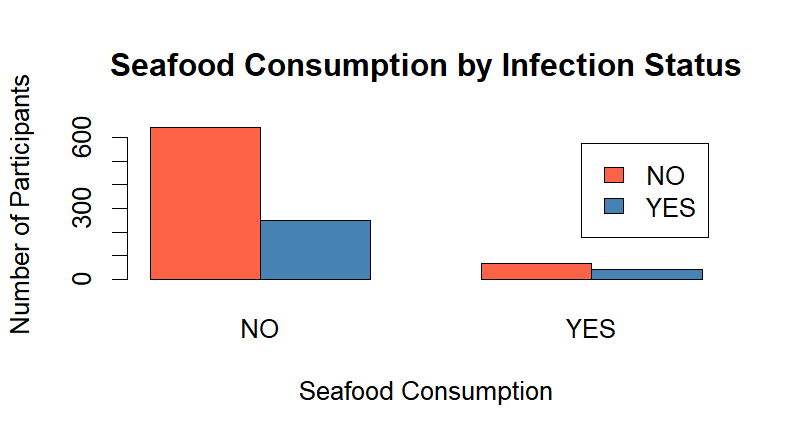 Seafood Consumption by Infection Status
Number of Participants
600
300
0
NO
YES
NO
YES
Seafood Consumption